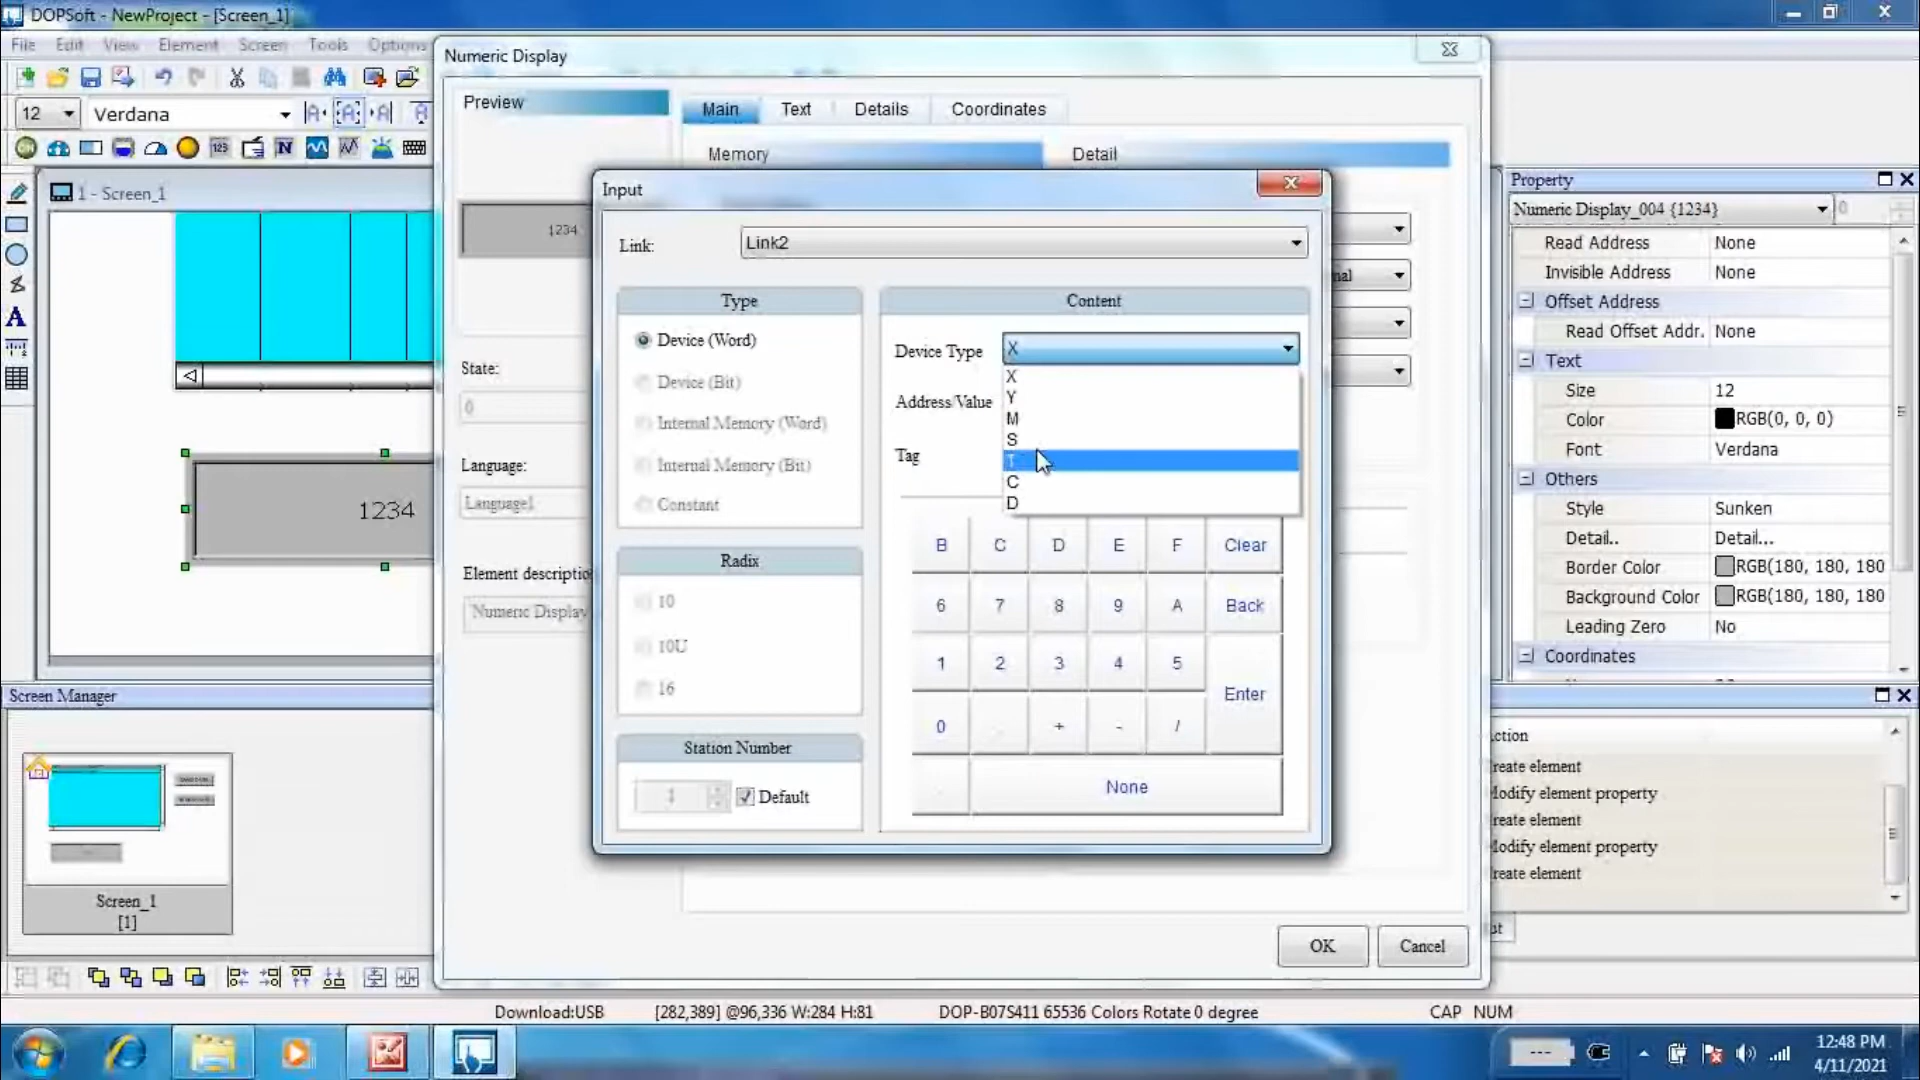 DOPSoft - NewProject - [Screen_1]
File Edit View Element Screen Tools Options
12 Verdana
1 - Screen_1
1234
Screen Manager
Screen_1
[1]
Numeric Display
Preview
1234
State:
0
Language:
Language1
Element descriptio
Numeric Display
Main Text Details Coordinates
Memory
Detail
nal
Input
Link: Link2
Type
Device (Word)
Device (Bit)
Internal Memory (Word)
Internal Memory (Bit)
Constant
Radix
10
10U
16
Station Number
1 Default
Content
Device Type X
X
Y
M
S
T
C
D
Address/Value
Tag
B C D E F Clear
6 7 8 9 A Back
1 2 3 4 5 Enter
0 . + - /
None
OK Cancel
Property
Numeric Display_004 {1234} 0
Read Address None
Invisible Address None
Offset Address
Read Offset Addr. None
Text
Size 12
Color RGB(0, 0, 0)
Font Verdana
Others
Style Sunken
Detail.. Detail...
Border Color RGB(180, 180, 180
Background Color RGB(180, 180, 180
Leading Zero No
Coordinates
ction
reate element
Modify element property
reate element
Modify element property
reate element
Download:USB [282,389] @96,336 W:284 H:81 DOP-B07S411 65536 Colors Rotate 0 degree CAP NUM
---
12:48 PM
4/11/2021